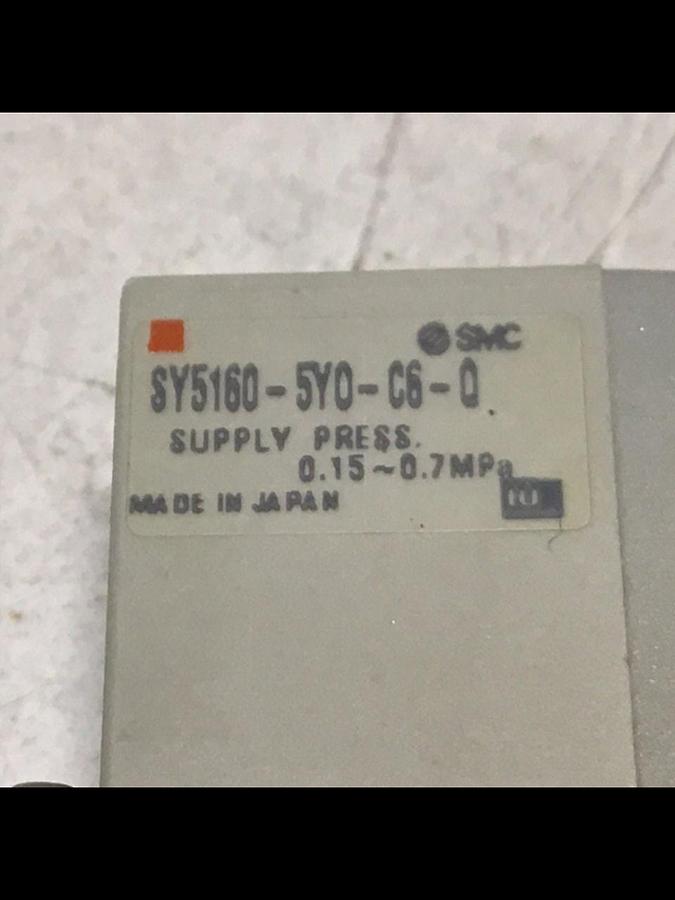 SMC
SY5160-5YO-C6-Q
SUPPLY PRESS.
0.15~0.7MPa
MADE IN JAPAN